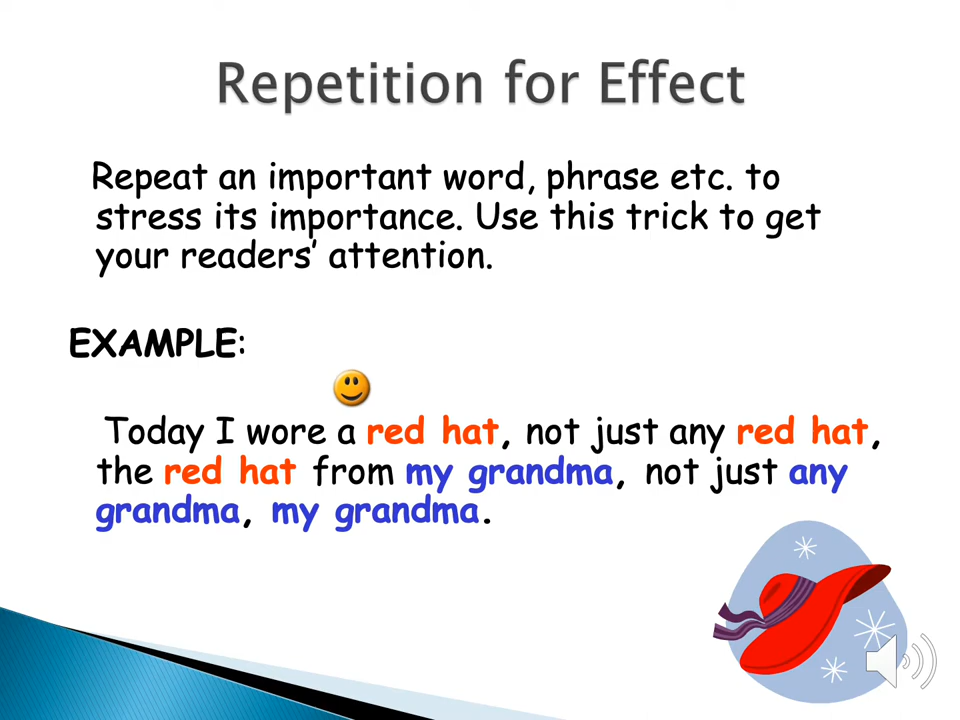 Repetition for Effect
Repeat an important word, phrase etc. to
stress its importance. Use this trick to get
your readers’ attention.
EXAMPLE:
Today I wore a red hat, not just any red hat,
the red hat from my grandma, not just any
grandma, my grandma.